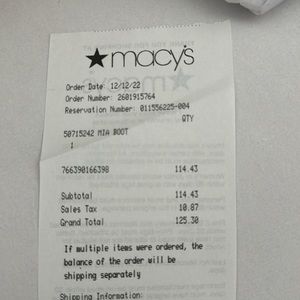 ★macy's
Order Date: 12/12/22
Order Number: 2601915764
Reservation Number: 011556225-004
QTY
50715242 MIA BOOT
1
766390166398 114.43
Subtotal 114.43
Sales Tax 10.87
Grand Total 125.30
If multiple items were ordered, the
balance of the order will be
shipping separately
Shipping Information: